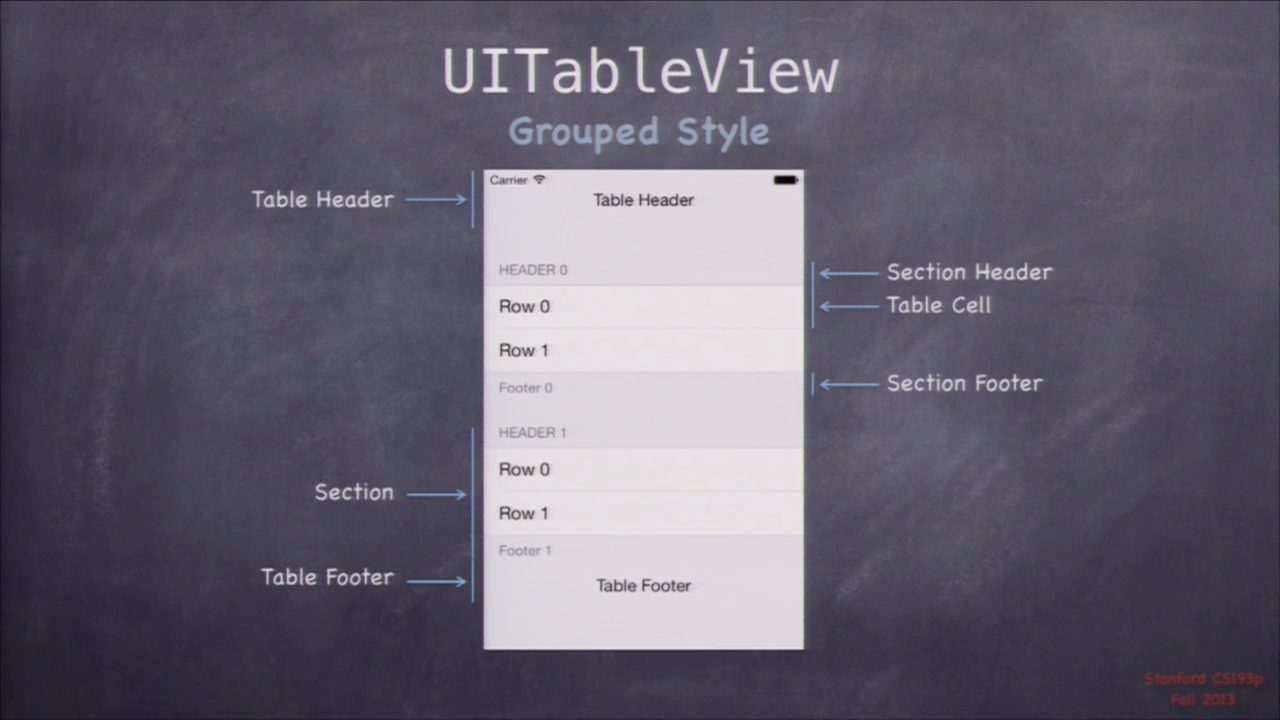 UITableView
Grouped Style
Carrier
Table Header
Table Header
HEADER 0
Section Header
Row 0
Table Cell
Row 1
Footer 0
Section Footer
HEADER 1
Row 0
Section
Row 1
Footer 1
Table Footer
Table Footer
Stanford CS193p
Fall 2013